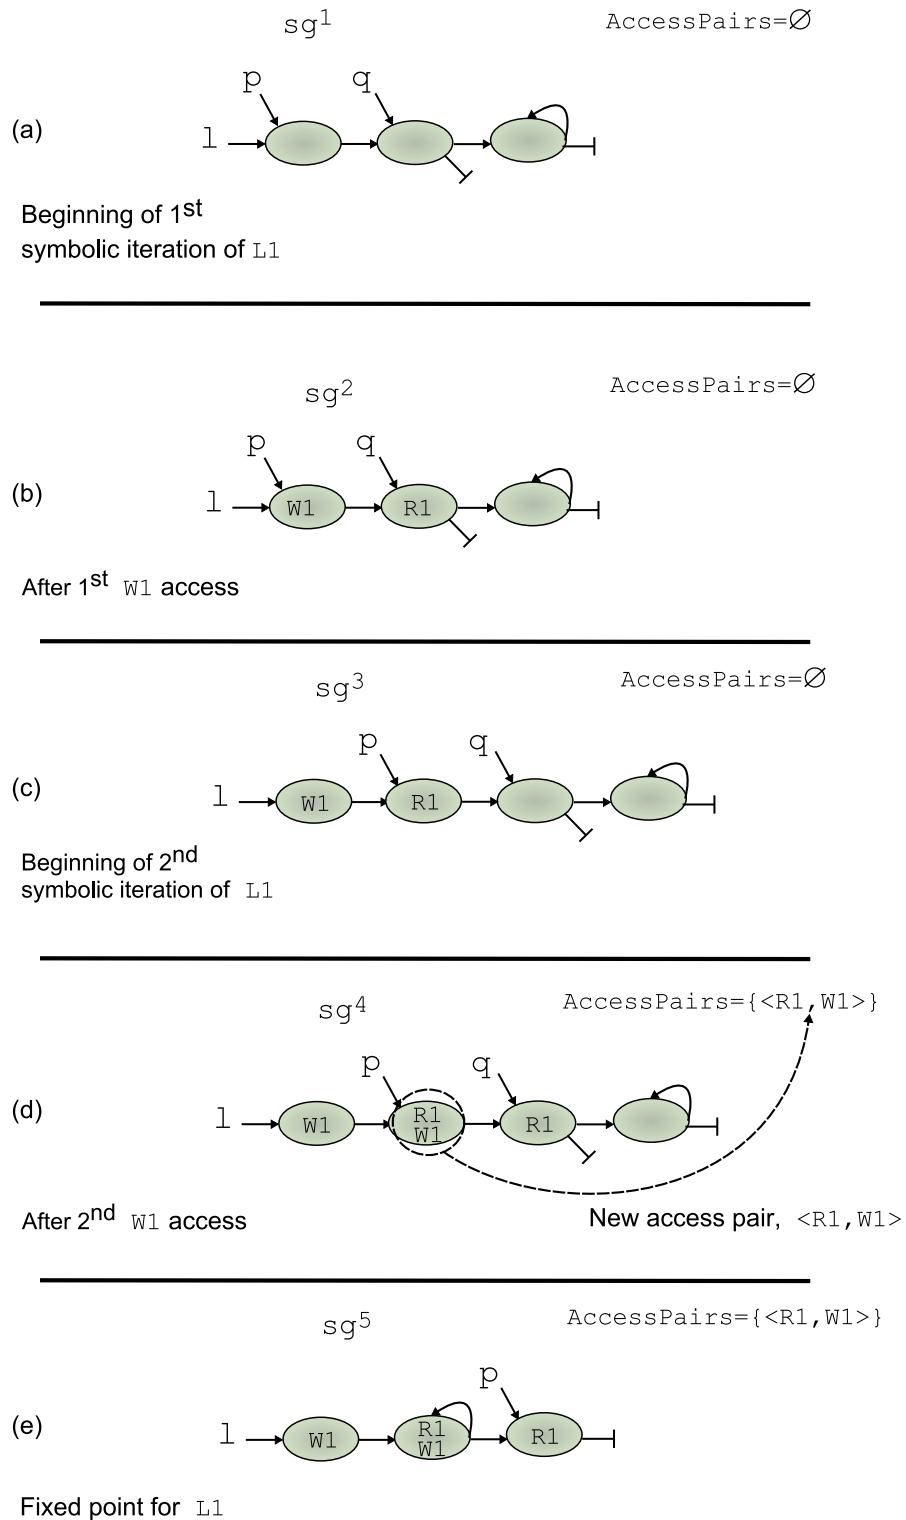 sg1
AccessPairs=∅
p
q
(a)
l
Beginning of 1st
symbolic iteration of L1
sg2
AccessPairs=∅
p
q
(b)
l
W1
R1
After 1st W1 access
sg3
AccessPairs=∅
p
q
(c)
l
W1
R1
Beginning of 2nd
symbolic iteration of L1
sg4
AccessPairs={<R1,W1>}
p
q
(d)
l
W1
R1
W1
R1
After 2nd W1 access
New access pair, <R1,W1>
sg5
AccessPairs={<R1,W1>}
p
(e)
l
W1
R1
W1
R1
Fixed point for L1